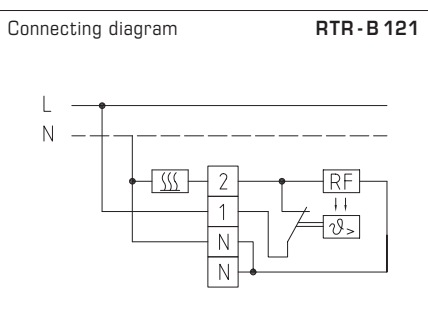 Connecting diagram RTR-B 121
L
N
2
RF
1
ϑ>
N
N